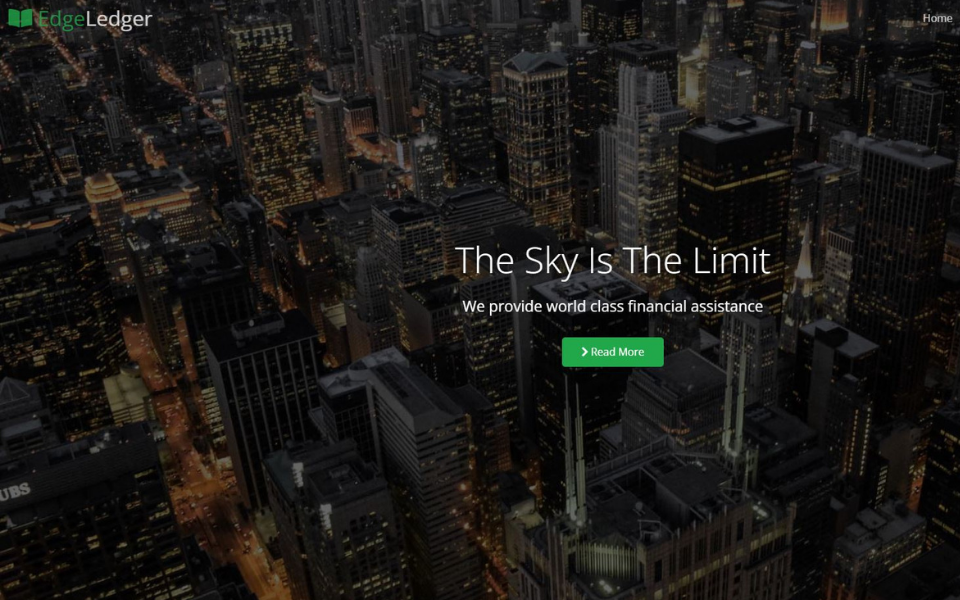 EdgeLedger
Home
The Sky Is The Limit
We provide world class financial assistance
Read More
UBS